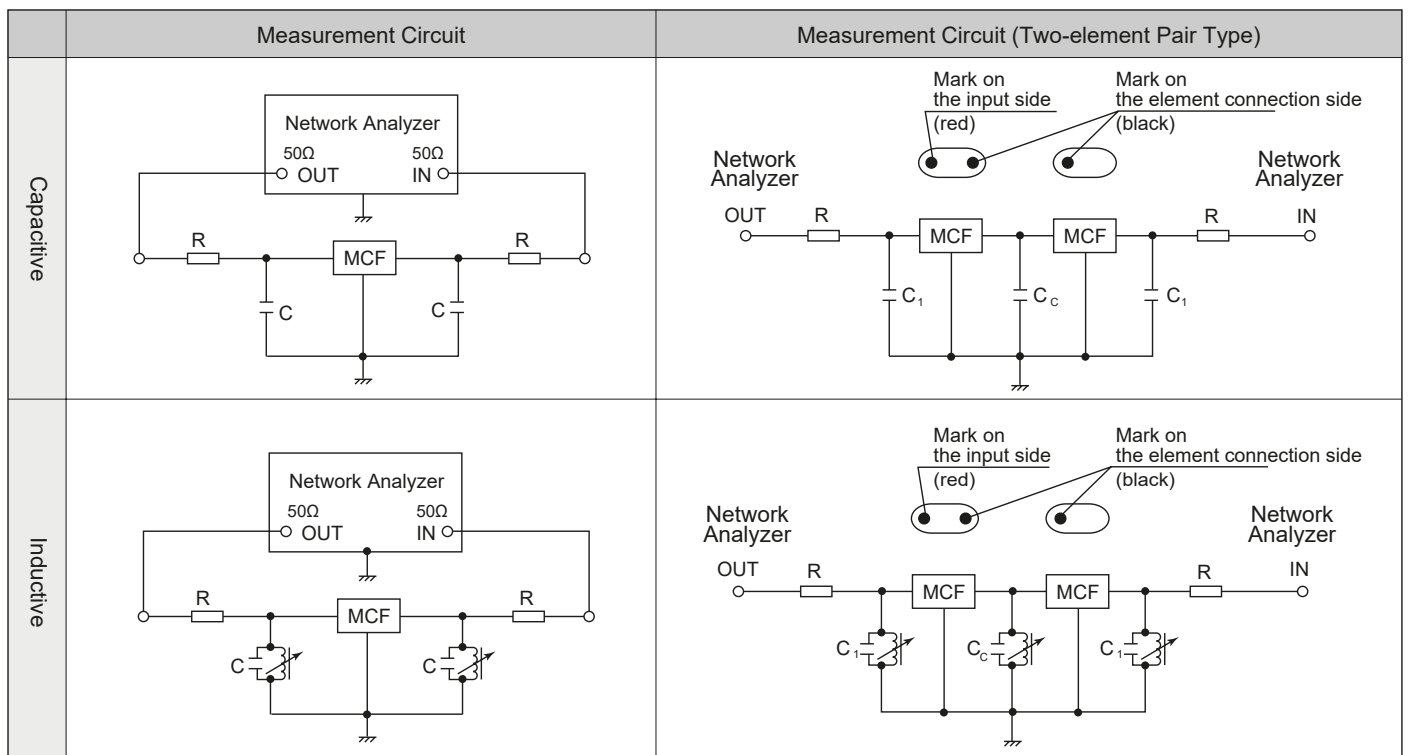 Measurement Circuit
Measurement Circuit (Two-element Pair Type)
Capacitive
Network Analyzer
50Ω
50Ω
OUT
IN
R
R
MCF
C
C
Mark on
the input side
(red)
Mark on
the element connection side
(black)
Network
Analyzer
Network
Analyzer
OUT
R
MCF
MCF
R
IN
C₁
C_C
C₁
Inductive
Network Analyzer
50Ω
50Ω
OUT
IN
R
R
MCF
C
C
Mark on
the input side
(red)
Mark on
the element connection side
(black)
Network
Analyzer
Network
Analyzer
OUT
R
MCF
MCF
R
IN
C₁
C_C
C₁